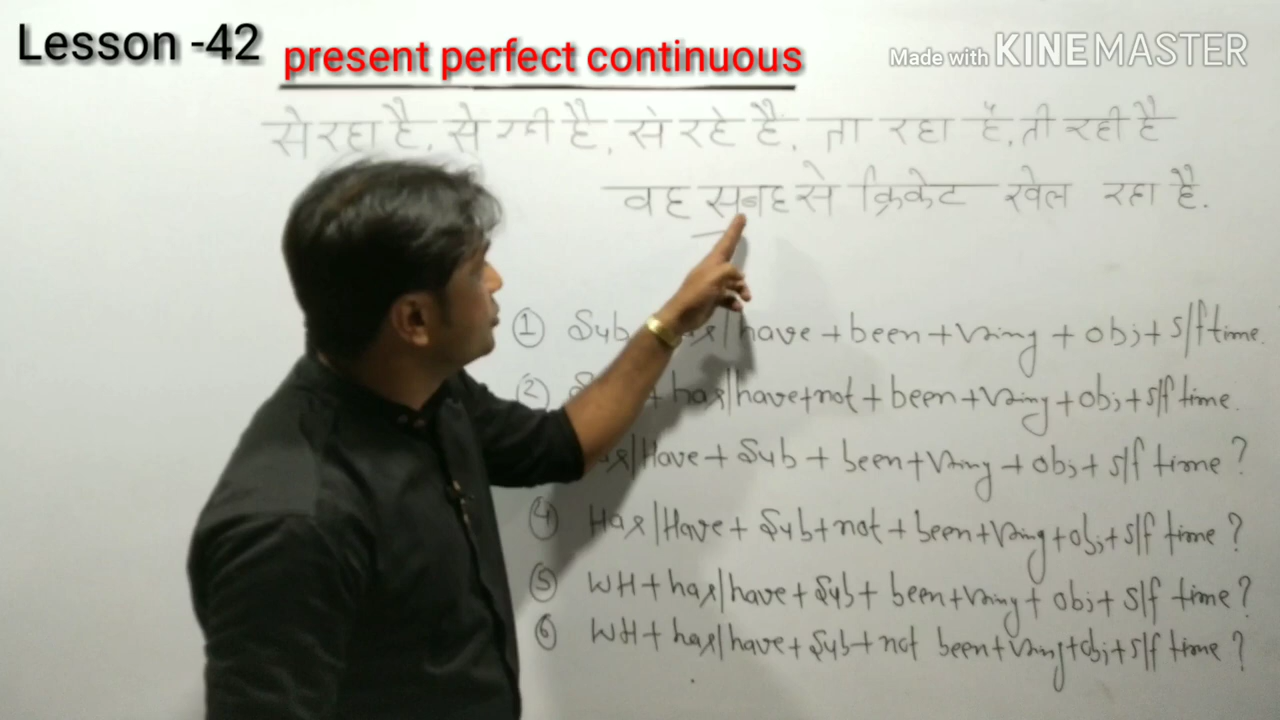 Lesson -42
present perfect continuous
Made with KINEMASTER
से रहा है, से रही है, से रहे हैं, ता रहा है, ती रही है
वह सुबह से क्रिकेट खेल रहा है.
① Sub has/have + been + Ving + obj + s/f time.
② + has/have + not + been + Ving + obj + s/f time.
Has/Have + Sub + been + Ving + obj + s/f time?
④ Has/Have + Sub + not + been + Ving + obj + s/f time?
⑤ WH + has/have + Sub + been + Ving + obj + s/f time?
⑥ WH + has/have + Sub + not been + Ving + obj + s/f time?